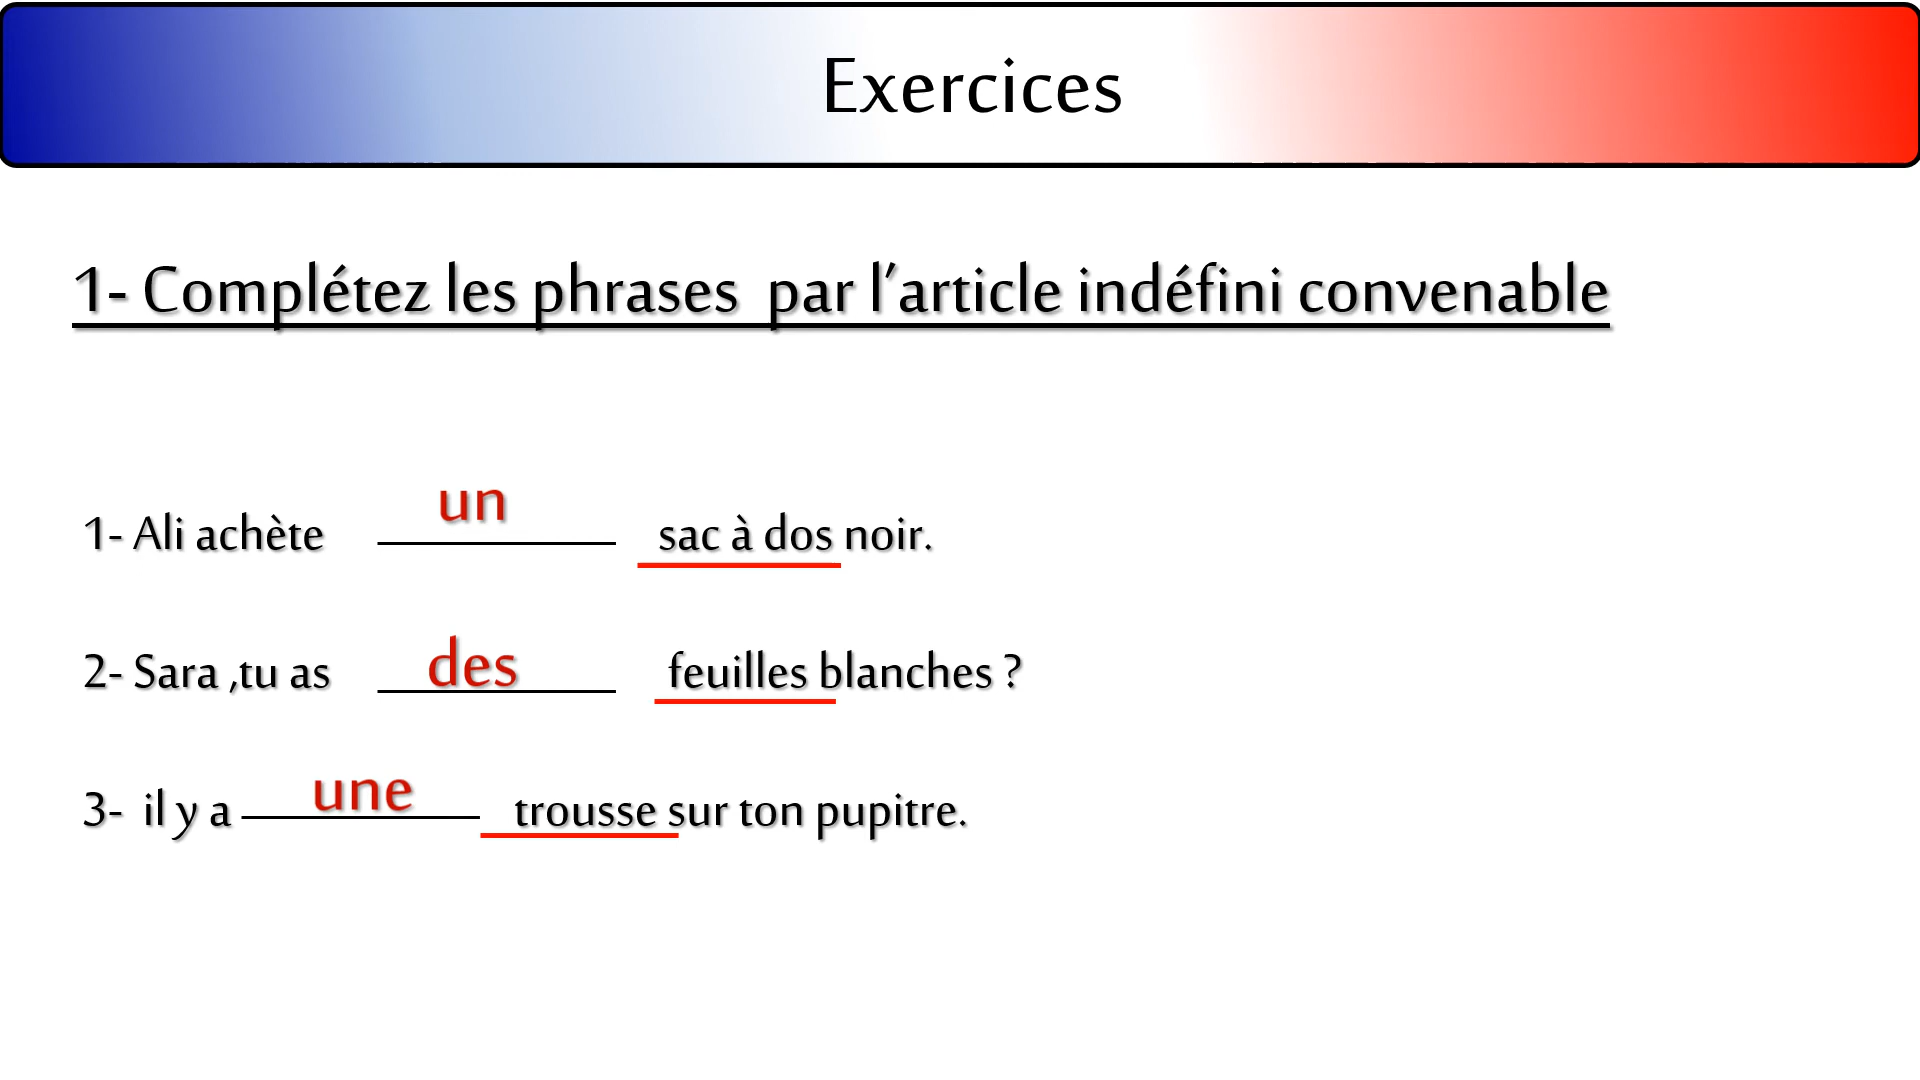 Exercices
1- Complétez les phrases par l'article indéfini convenable
1- Ali achète un sac à dos noir.
2- Sara ,tu as des feuilles blanches ?
3- il y a une trousse sur ton pupitre.